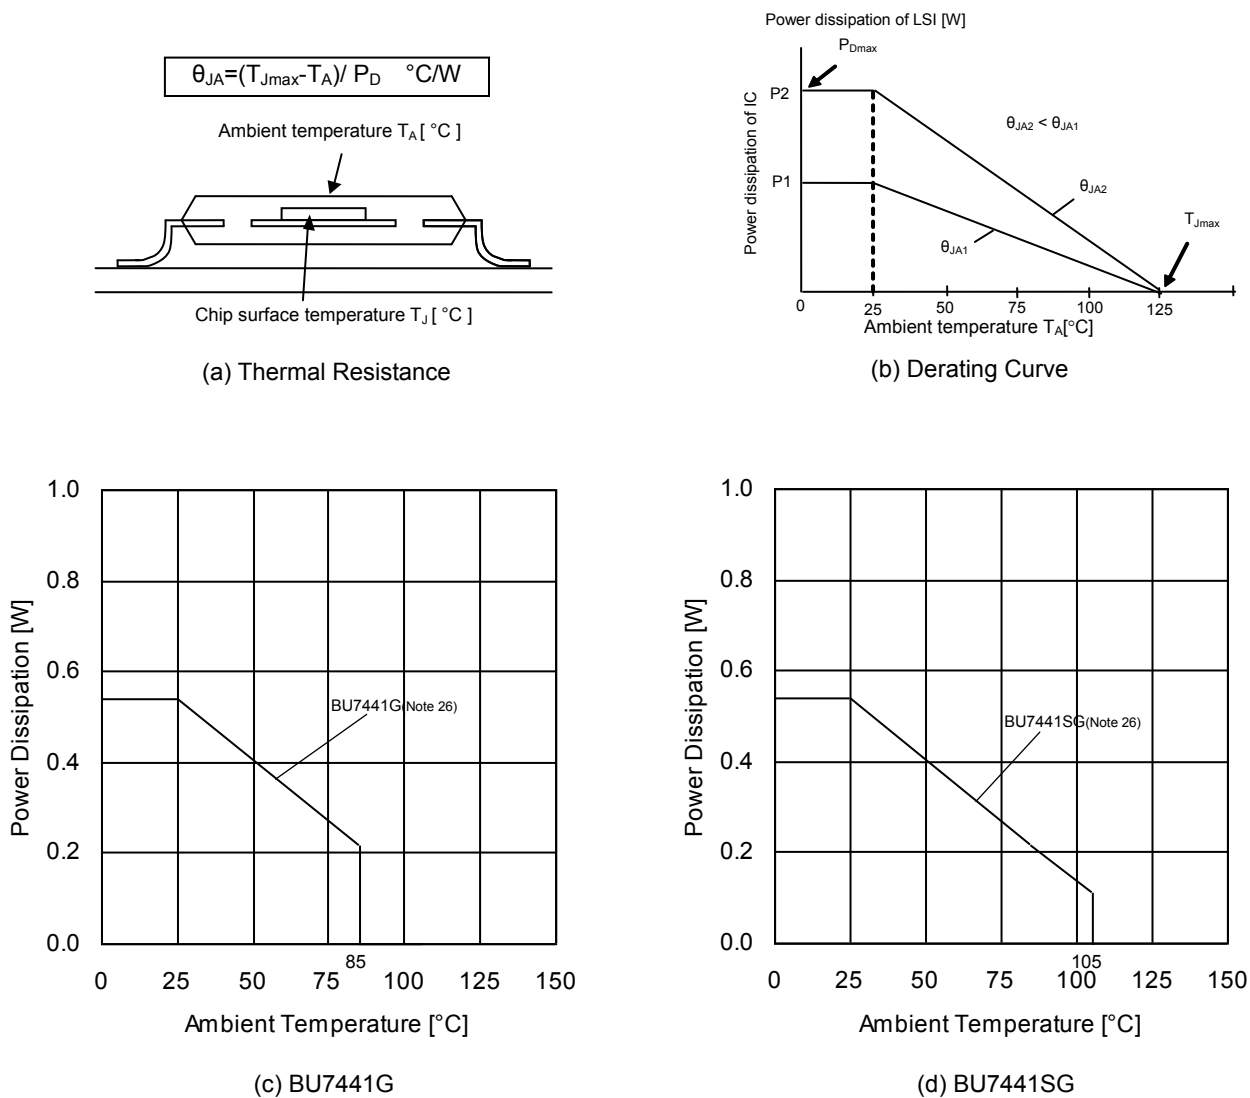 θJA=(TJmax-TA)/ PD °C/W
Ambient temperature TA [ °C ]
Chip surface temperature TJ [ °C ]
(a) Thermal Resistance
Power dissipation of LSI [W]
PDmax
P2
P1
Power dissipation of IC
θJA2 < θJA1
θJA2
θJA1
TJmax
0 25 50 75 100 125
Ambient temperature TA[°C]
(b) Derating Curve
1.0
0.8
0.6
0.4
0.2
0.0
Power Dissipation [W]
BU7441G(Note 26)
85
0 25 50 75 100 125 150
Ambient Temperature [°C]
(c) BU7441G
1.0
0.8
0.6
0.4
0.2
0.0
Power Dissipation [W]
BU7441SG(Note 26)
105
0 25 50 75 100 125 150
Ambient Temperature [°C]
(d) BU7441SG